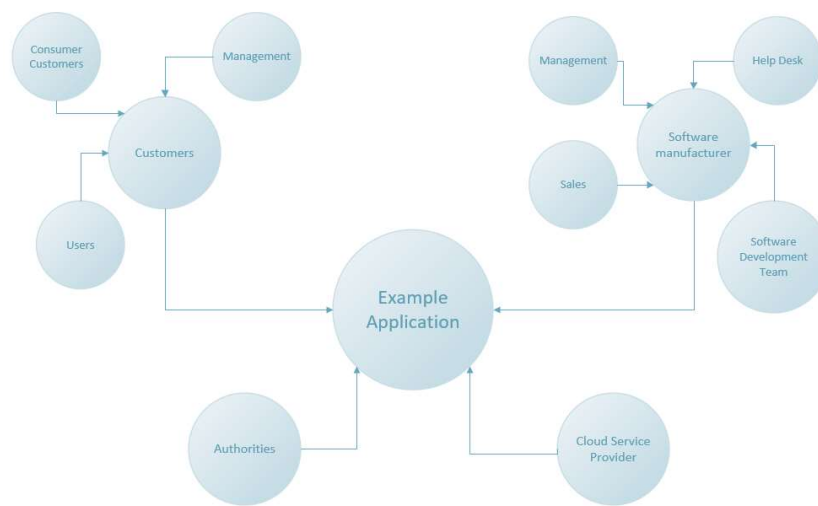 Consumer
Customers
Management
Customers
Users
Management
Help Desk
Software
manufacturer
Sales
Software
Development
Team
Example
Application
Authorities
Cloud Service
Provider